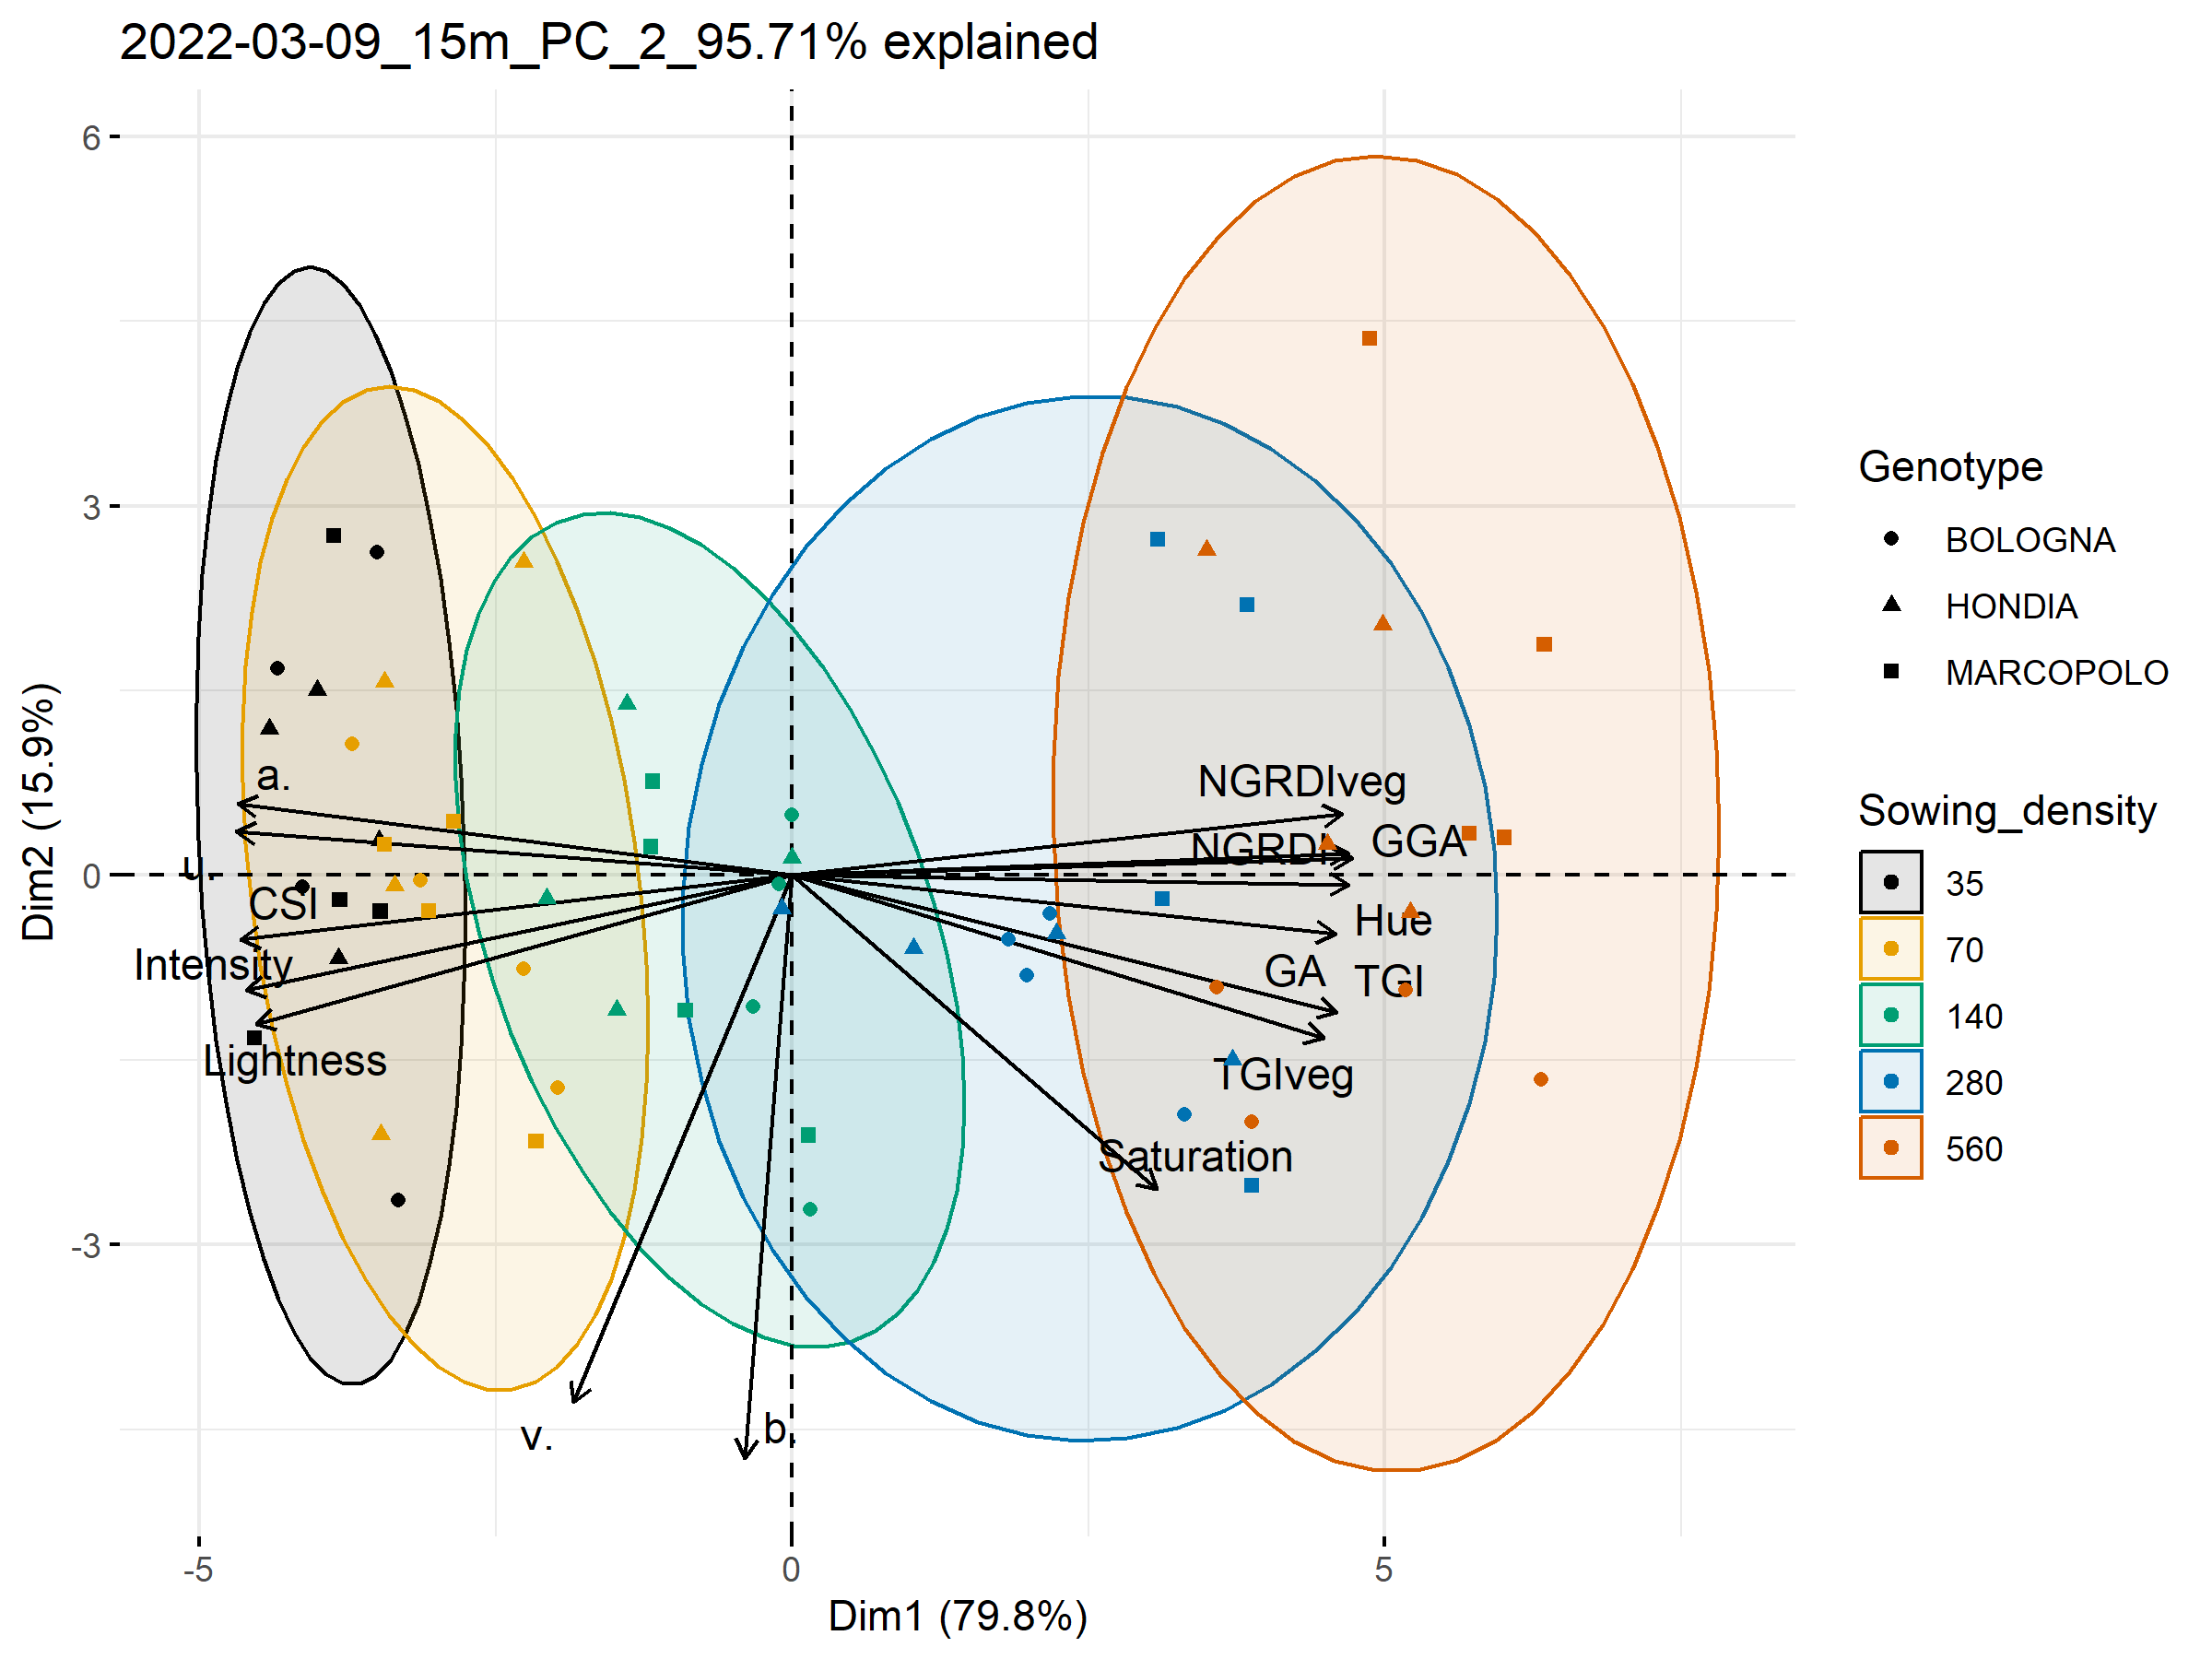 2022-03-09_15m_PC_2_95.71% explained
6
3
0
-3
Dim2 (15.9%)
-5
0
5
Dim1 (79.8%)
a.
u.
CSI
Intensity
Lightness
v.
b.
NGRDIveg
NGRDI
GGA
Hue
GA
TGI
TGIveg
Saturation
Genotype
BOLOGNA
HONDIA
MARCOPOLO
Sowing_density
35
70
140
280
560